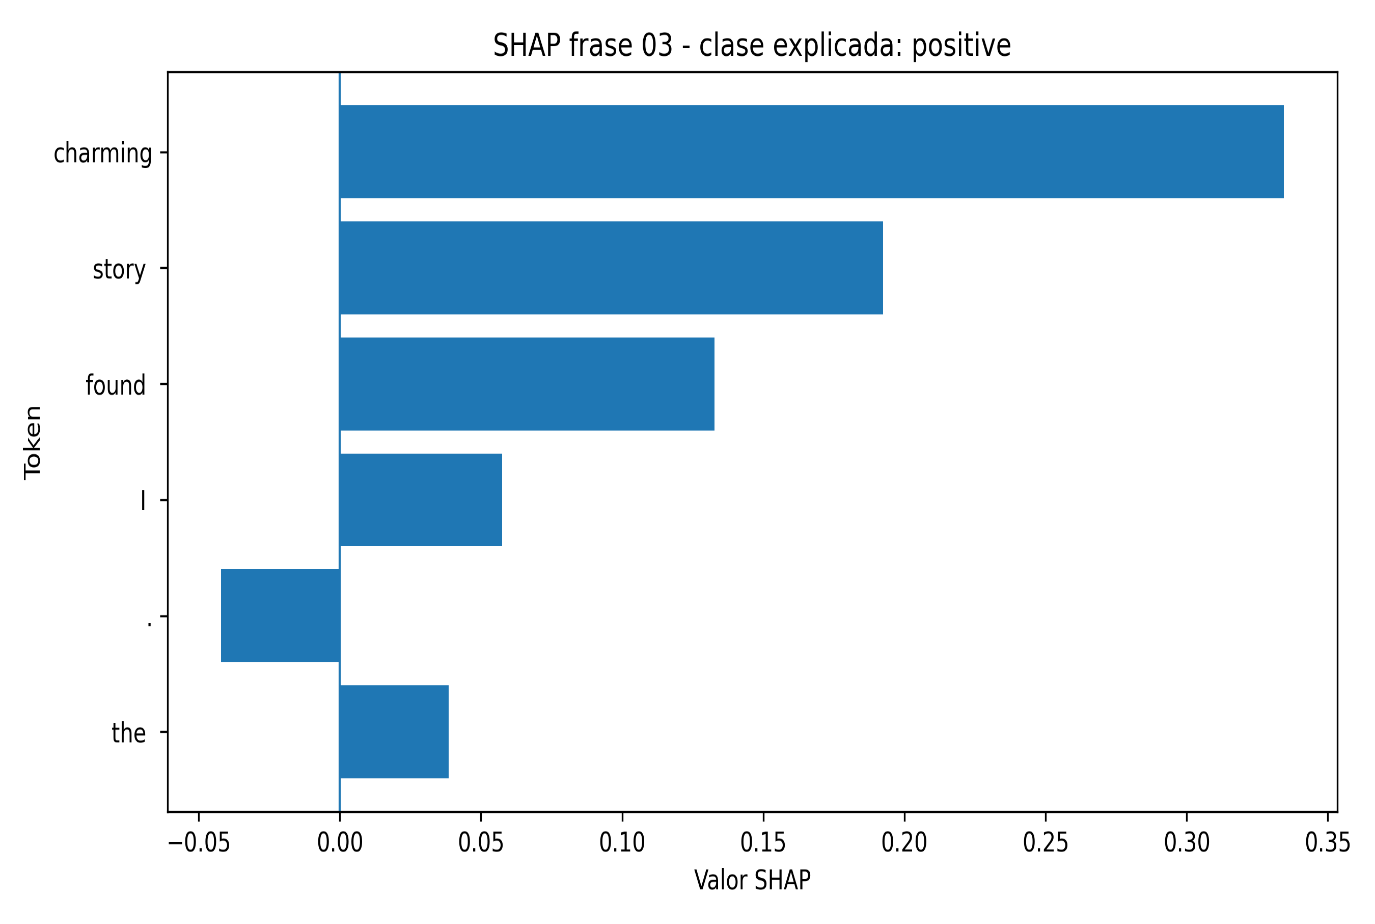 SHAP frase 03 - clase explicada: positive
charming
story
found
I
.
the
Token
−0.05 0.00 0.05 0.10 0.15 0.20 0.25 0.30 0.35
Valor SHAP